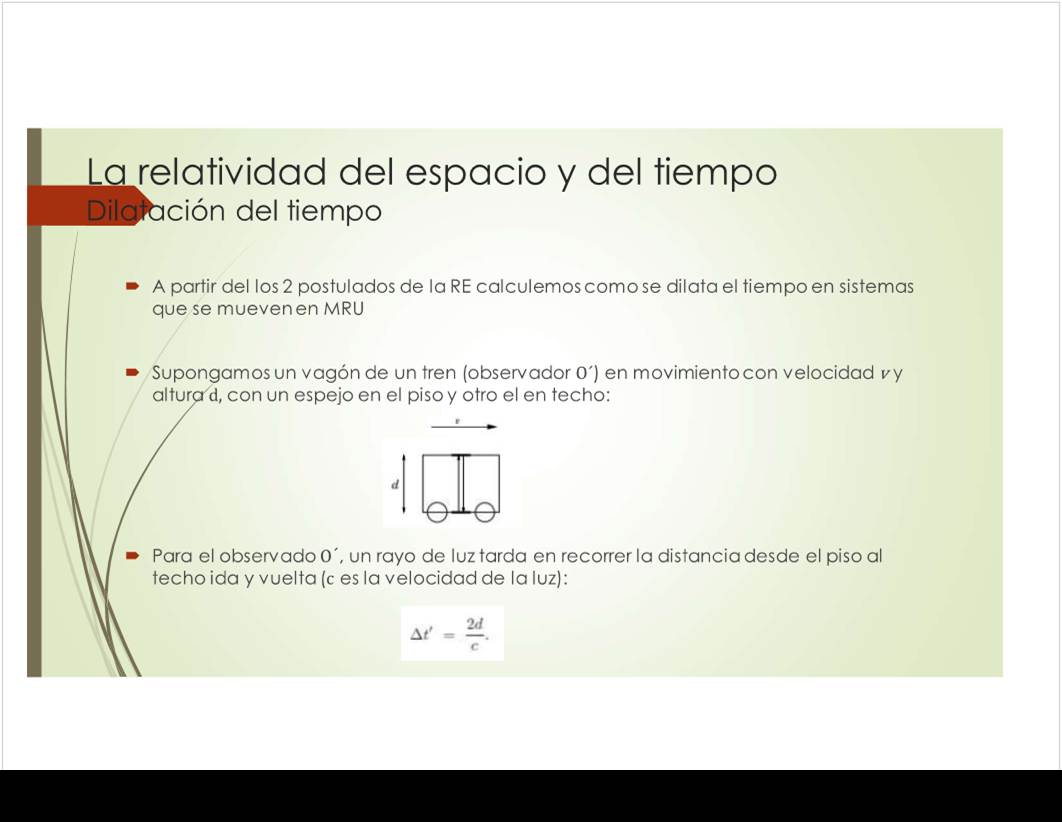 La relatividad del espacio y del tiempo
Dilatación del tiempo
A partir del los 2 postulados de la RE calculemos como se dilata el tiempo en sistemas
que se mueven en MRU
Supongamos un vagón de un tren (observador O´) en movimiento con velocidad v y
altura d, con un espejo en el piso y otro el en techo:
v
d
Para el observado O´, un rayo de luz tarda en recorrer la distancia desde el piso al
techo ida y vuelta (c es la velocidad de la luz):
Δt′ = 2d/c.